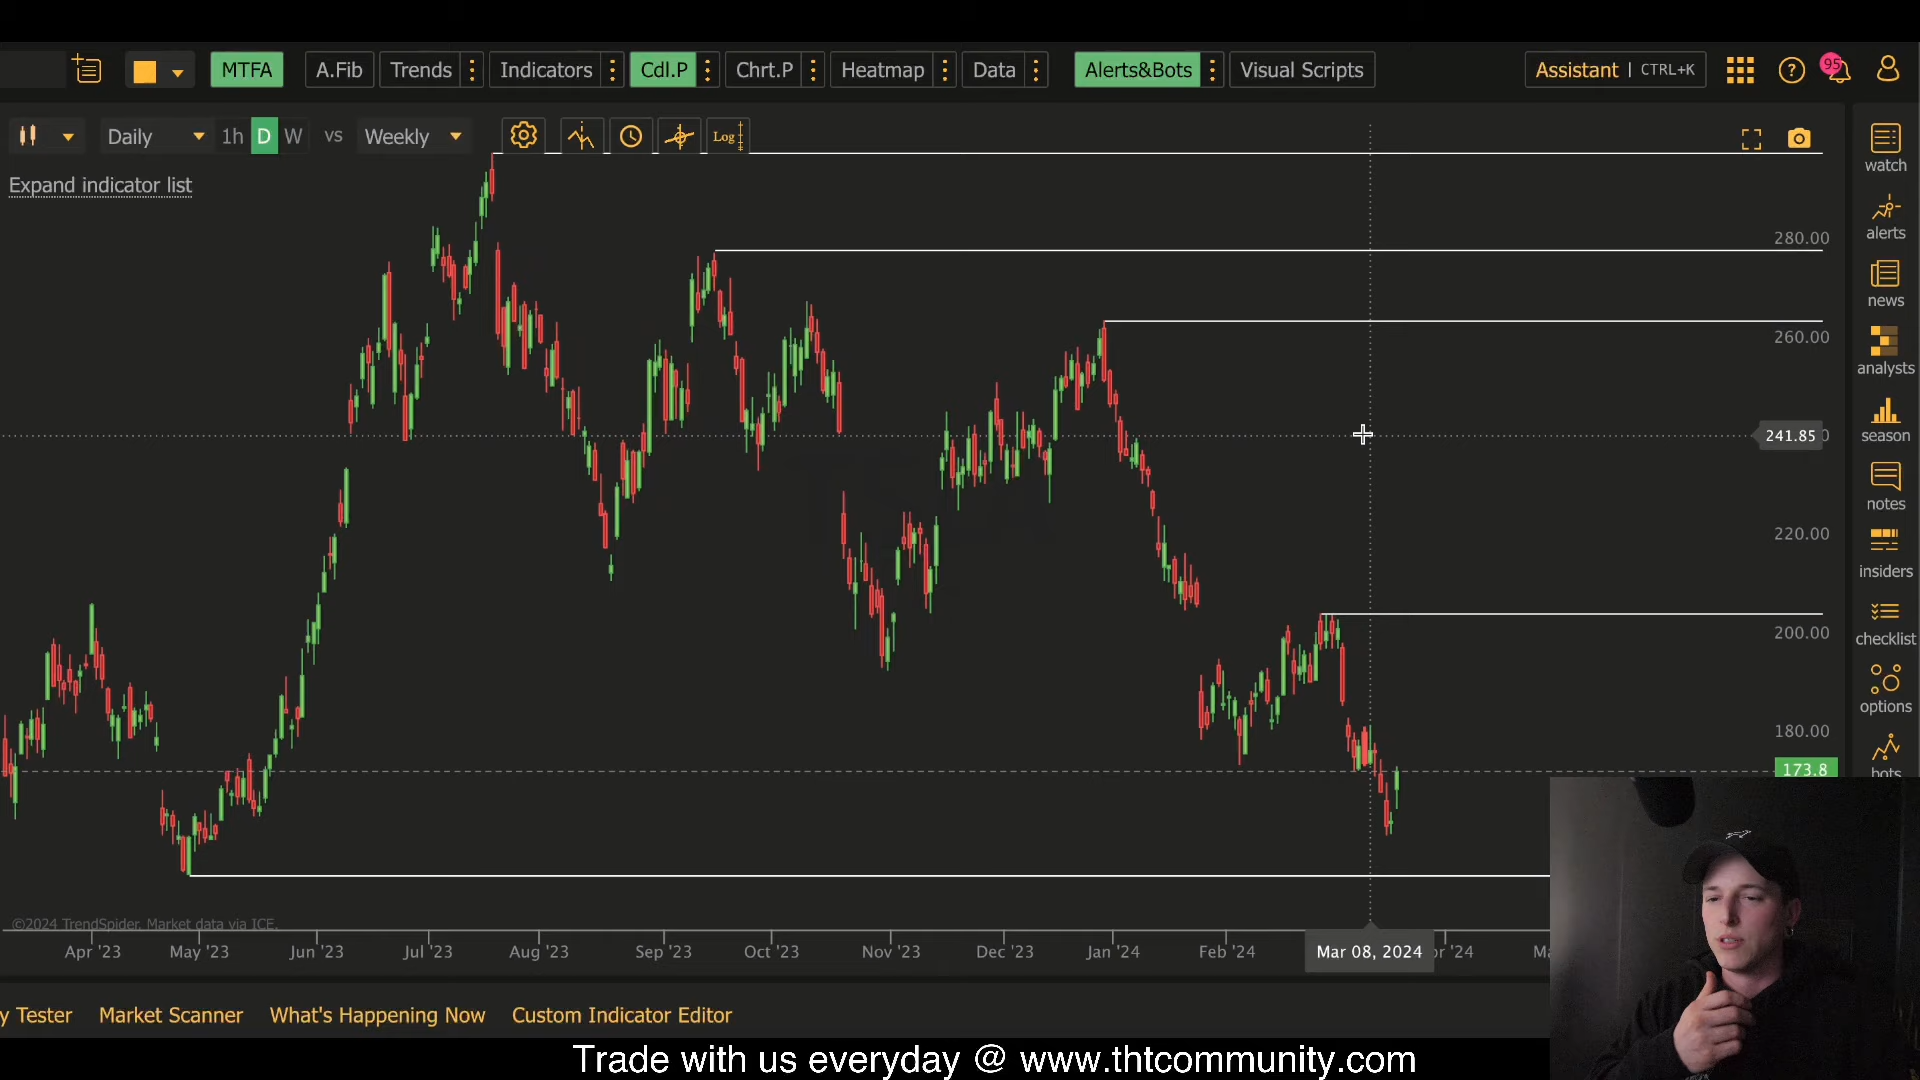 MTFA A.Fib Trends Indicators Cdl.P Chrt.P Heatmap Data Alerts&Bots Visual Scripts Assistant | CTRL+K 95
Daily 1h D W vs Weekly Log
Expand indicator list
watch
alerts
news
analysts
season
notes
insiders
checklist
options
bots
280.00
260.00
241.85
220.00
200.00
180.00
173.8
©2024 TrendSpider. Market data via ICE.
Apr '23 May '23 Jun '23 Jul '23 Aug '23 Sep '23 Oct '23 Nov '23 Dec '23 Jan '24 Feb '24 Mar 08, 2024 pr '24
y Tester Market Scanner What's Happening Now Custom Indicator Editor
Trade with us everyday @ www.thtcommunity.com